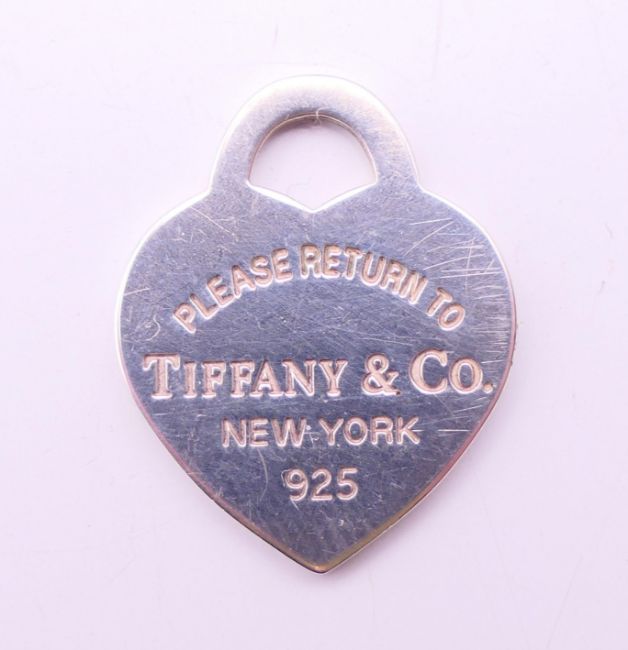 PLEASE RETURN TO
TIFFANY & CO.
NEW YORK
925